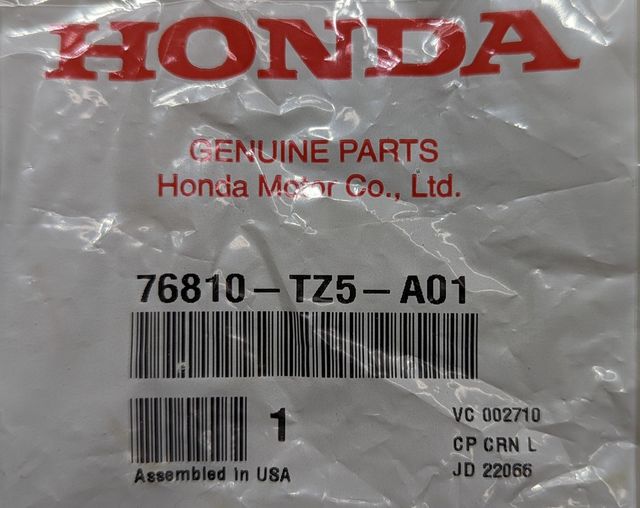 HONDA
GENUINE PARTS
Honda Motor Co., Ltd.
76810-TZ5-A01
1
VC 002710
CP CRN L
Assembled in USA
JD 22066